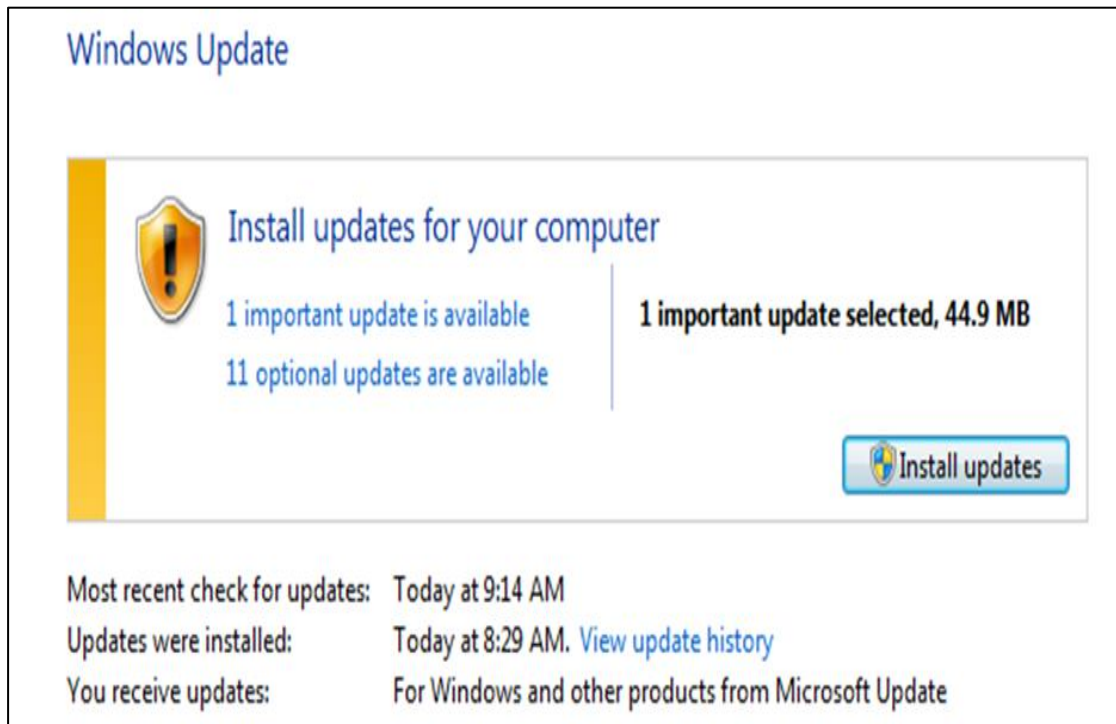 Windows Update
Install updates for your computer
1 important update is available
11 optional updates are available
1 important update selected, 44.9 MB
Install updates
Most recent check for updates: Today at 9:14 AM
Updates were installed: Today at 8:29 AM. View update history
You receive updates: For Windows and other products from Microsoft Update